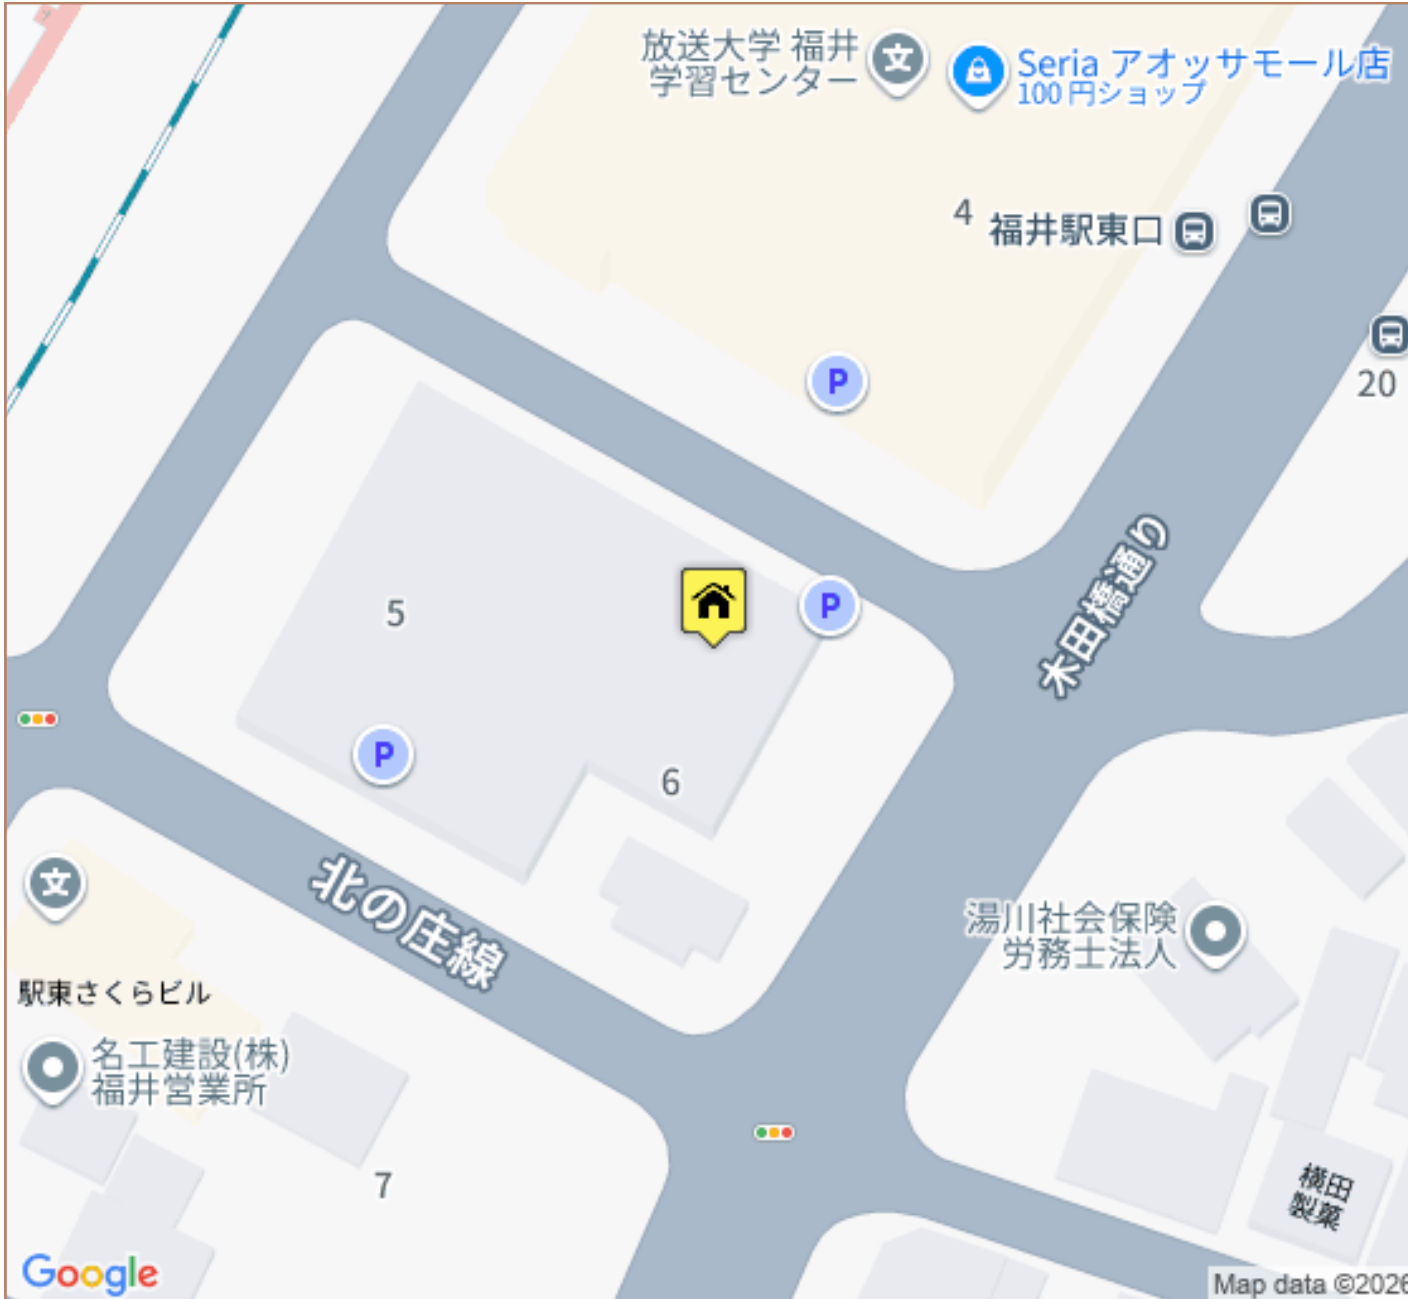 放送大学 福井
学習センター
文
Seria アオッサモール店
100 円ショップ
4
福井駅東口
20
P
木田橋通り
5
P
P
6
文
北の庄線
湯川社会保険
労務士法人
駅東さくらビル
名工建設(株)
福井営業所
7
横田
製菓
Google
Map data ©2026